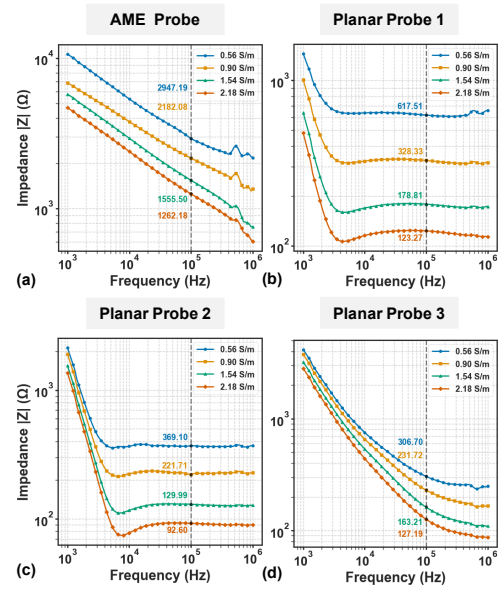 AME Probe
Planar Probe 1
Impedance |Z| (Ω)
10^4
10^3
0.56 S/m
0.90 S/m
1.54 S/m
2.18 S/m
2947.19
2182.08
1555.50
1262.18
10^3 10^4 10^5 10^6
Frequency (Hz)
(a)
10^3
10^2
0.56 S/m
0.90 S/m
1.54 S/m
2.18 S/m
617.51
328.33
178.81
123.27
10^3 10^4 10^5 10^6
Frequency (Hz)
(b)
Planar Probe 2
Planar Probe 3
Impedance |Z| (Ω)
10^3
10^2
0.56 S/m
0.90 S/m
1.54 S/m
2.18 S/m
369.10
221.71
129.99
92.60
10^3 10^4 10^5 10^6
Frequency (Hz)
(c)
10^3
10^2
0.56 S/m
0.90 S/m
1.54 S/m
2.18 S/m
306.70
231.72
163.21
127.19
10^3 10^4 10^5 10^6
Frequency (Hz)
(d)